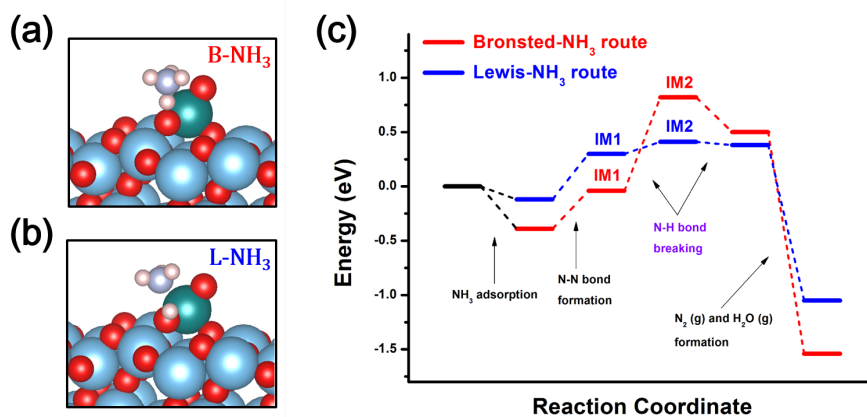 (a)
B-NH₃
(b)
L-NH₃
(c)
Bronsted-NH₃ route
Lewis-NH₃ route
Energy (eV)
1.0
0.5
0.0
-0.5
-1.0
-1.5
IM2
IM1
IM2
IM1
N-H bond
breaking
NH₃ adsorption
N-N bond
formation
N₂ (g) and H₂O (g)
formation
Reaction Coordinate